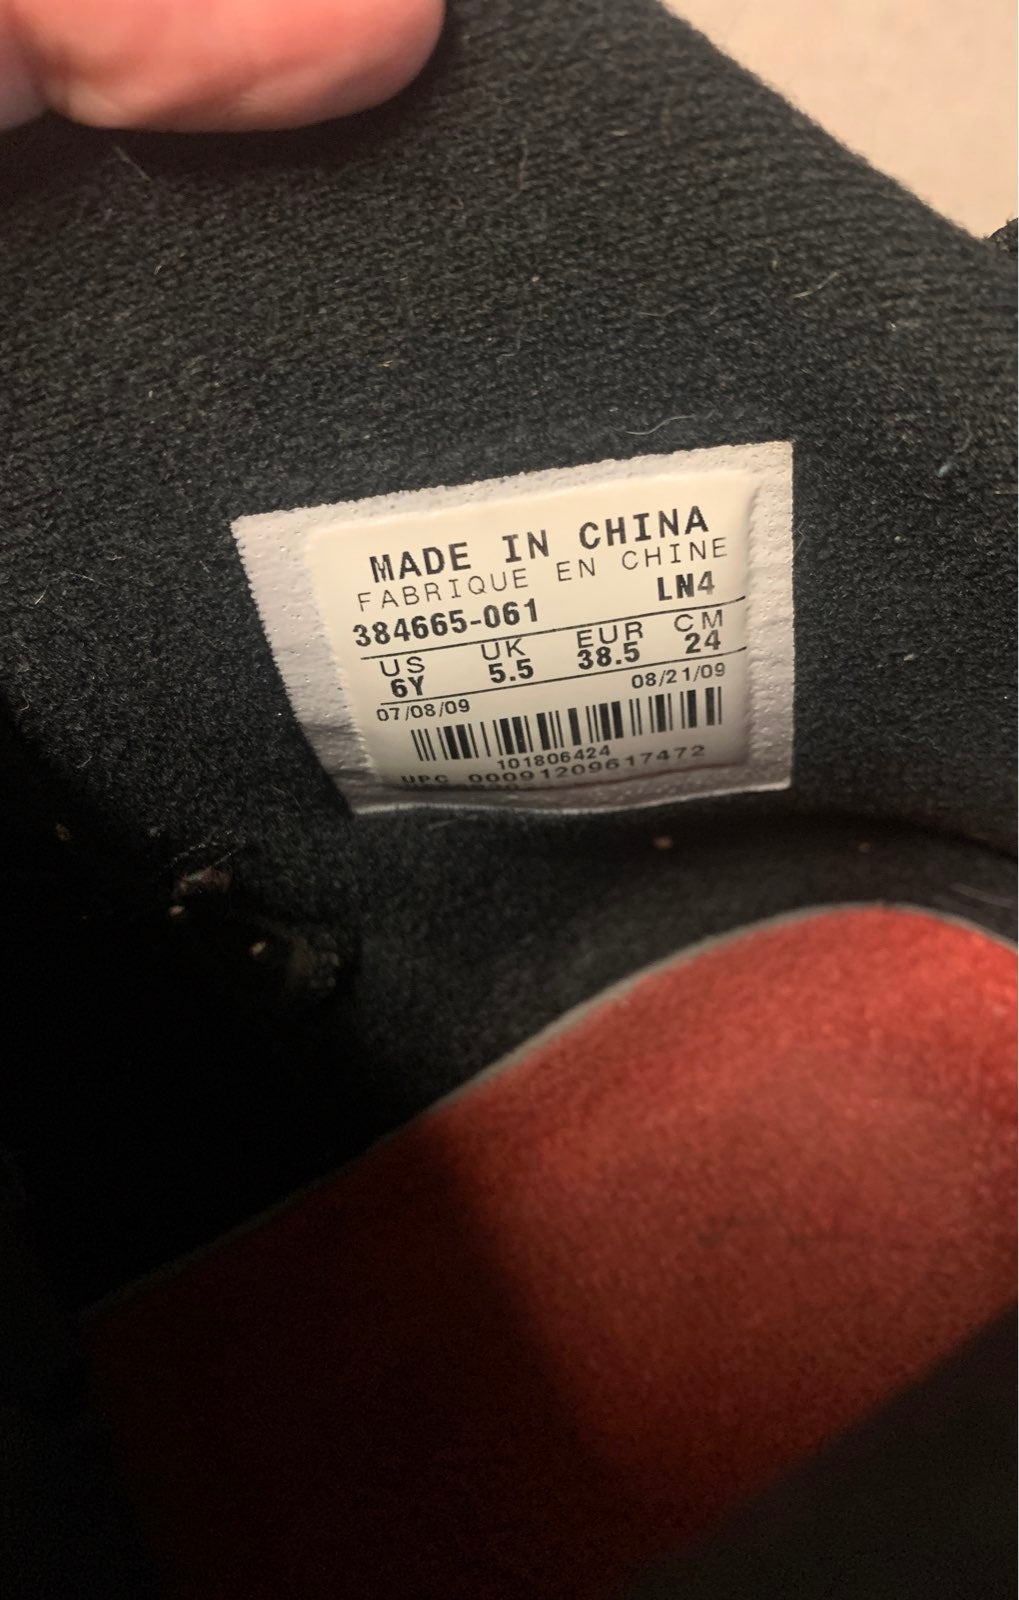 MADE IN CHINA
FABRIQUE EN CHINE
384665-061 LN4
US UK EUR CM
6Y 5.5 38.5 24
07/08/09 08/21/09
101806424
UPC 00091209617472